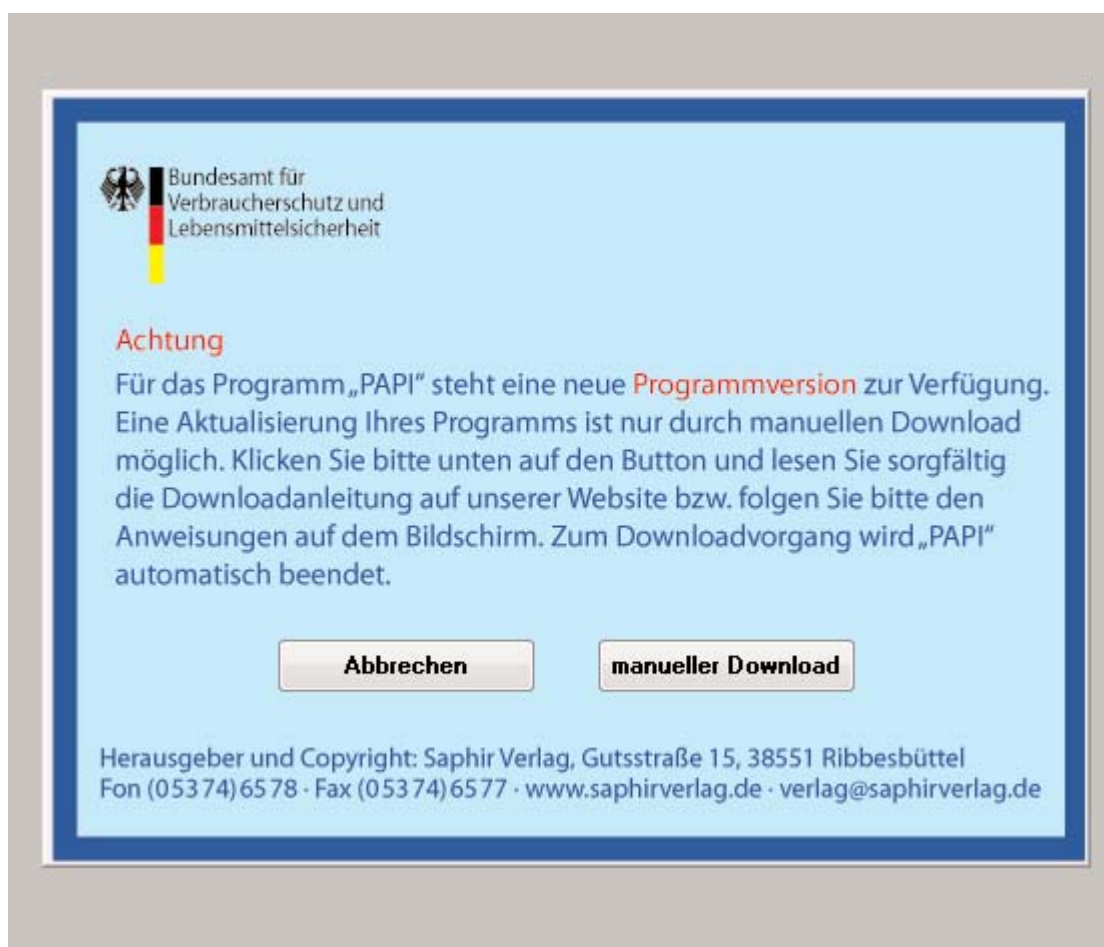 Bundesamt für
Verbraucherschutz und
Lebensmittelsicherheit
Achtung
Für das Programm „PAPI“ steht eine neue Programmversion zur Verfügung.
Eine Aktualisierung Ihres Programms ist nur durch manuellen Download
möglich. Klicken Sie bitte unten auf den Button und lesen Sie sorgfältig
die Downloadanleitung auf unserer Website bzw. folgen Sie bitte den
Anweisungen auf dem Bildschirm. Zum Downloadvorgang wird „PAPI“
automatisch beendet.
Abbrechen manueller Download
Herausgeber und Copyright: Saphir Verlag, Gutsstraße 15, 38551 Ribbesbüttel
Fon (05374) 6578 · Fax (05374) 6577 · www.saphirverlag.de · verlag@saphirverlag.de